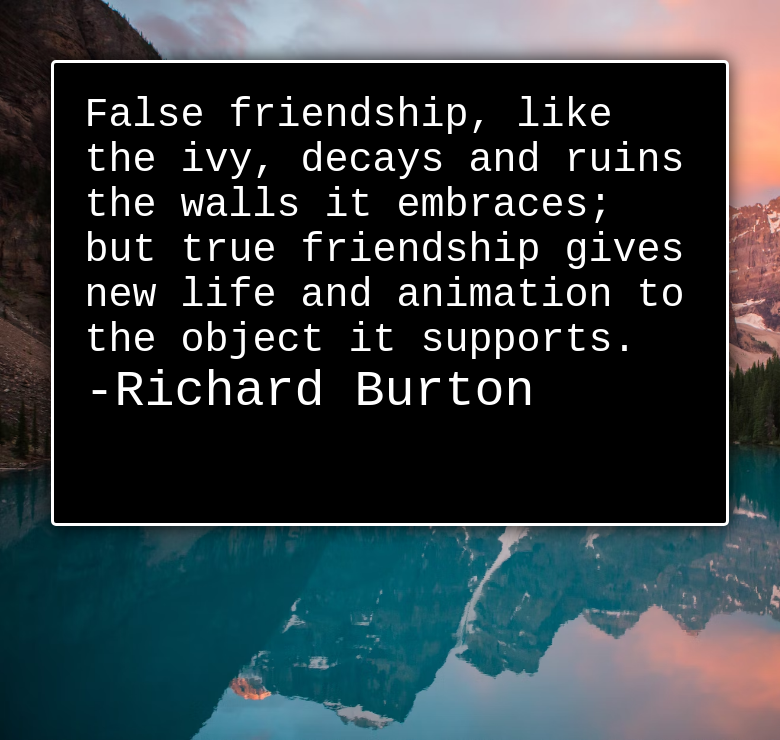 False friendship, like
the ivy, decays and ruins
the walls it embraces;
but true friendship gives
new life and animation to
the object it supports.
-Richard Burton